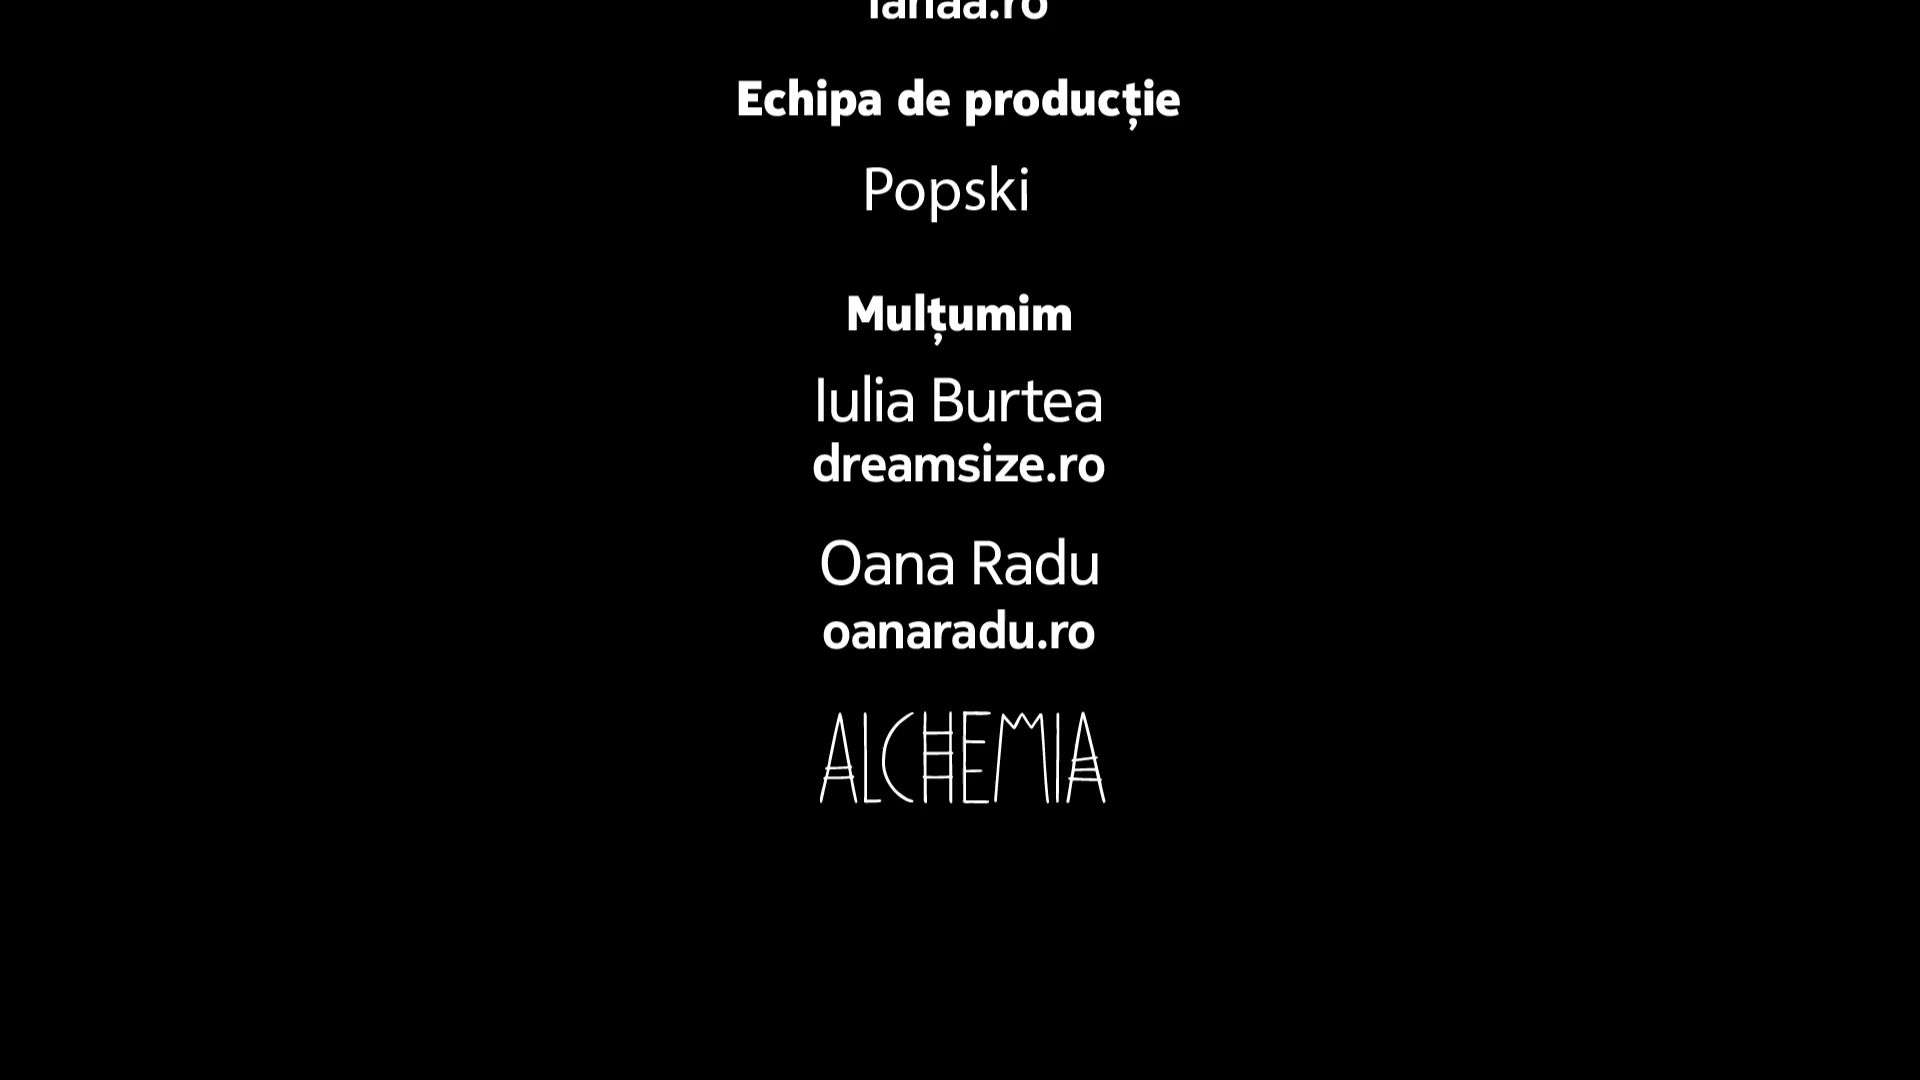 Echipa de producție
Popski
Mulțumim
Iulia Burtea
dreamsize.ro
Oana Radu
oanaradu.ro
ALCHEMIA